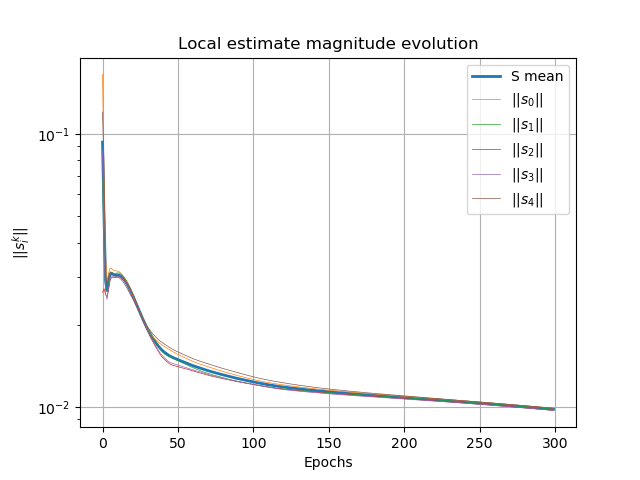 Local estimate magnitude evolution
S mean
||s₀||
||s₁||
||s₂||
||s₃||
||s₄||
10⁻¹
10⁻²
||sᵢᵏ||
0 50 100 150 200 250 300
Epochs